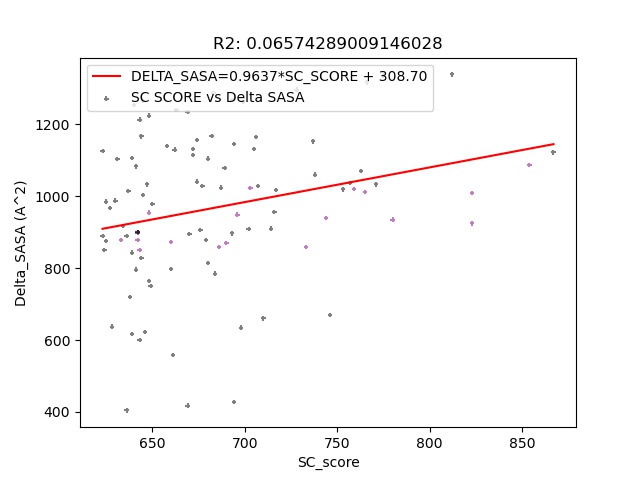 R2: 0.06574289009146028
DELTA_SASA=0.9637*SC_SCORE + 308.70
SC SCORE vs Delta SASA
Delta_SASA (A^2)
1200
1000
800
600
400
650
700
750
800
850
SC_score